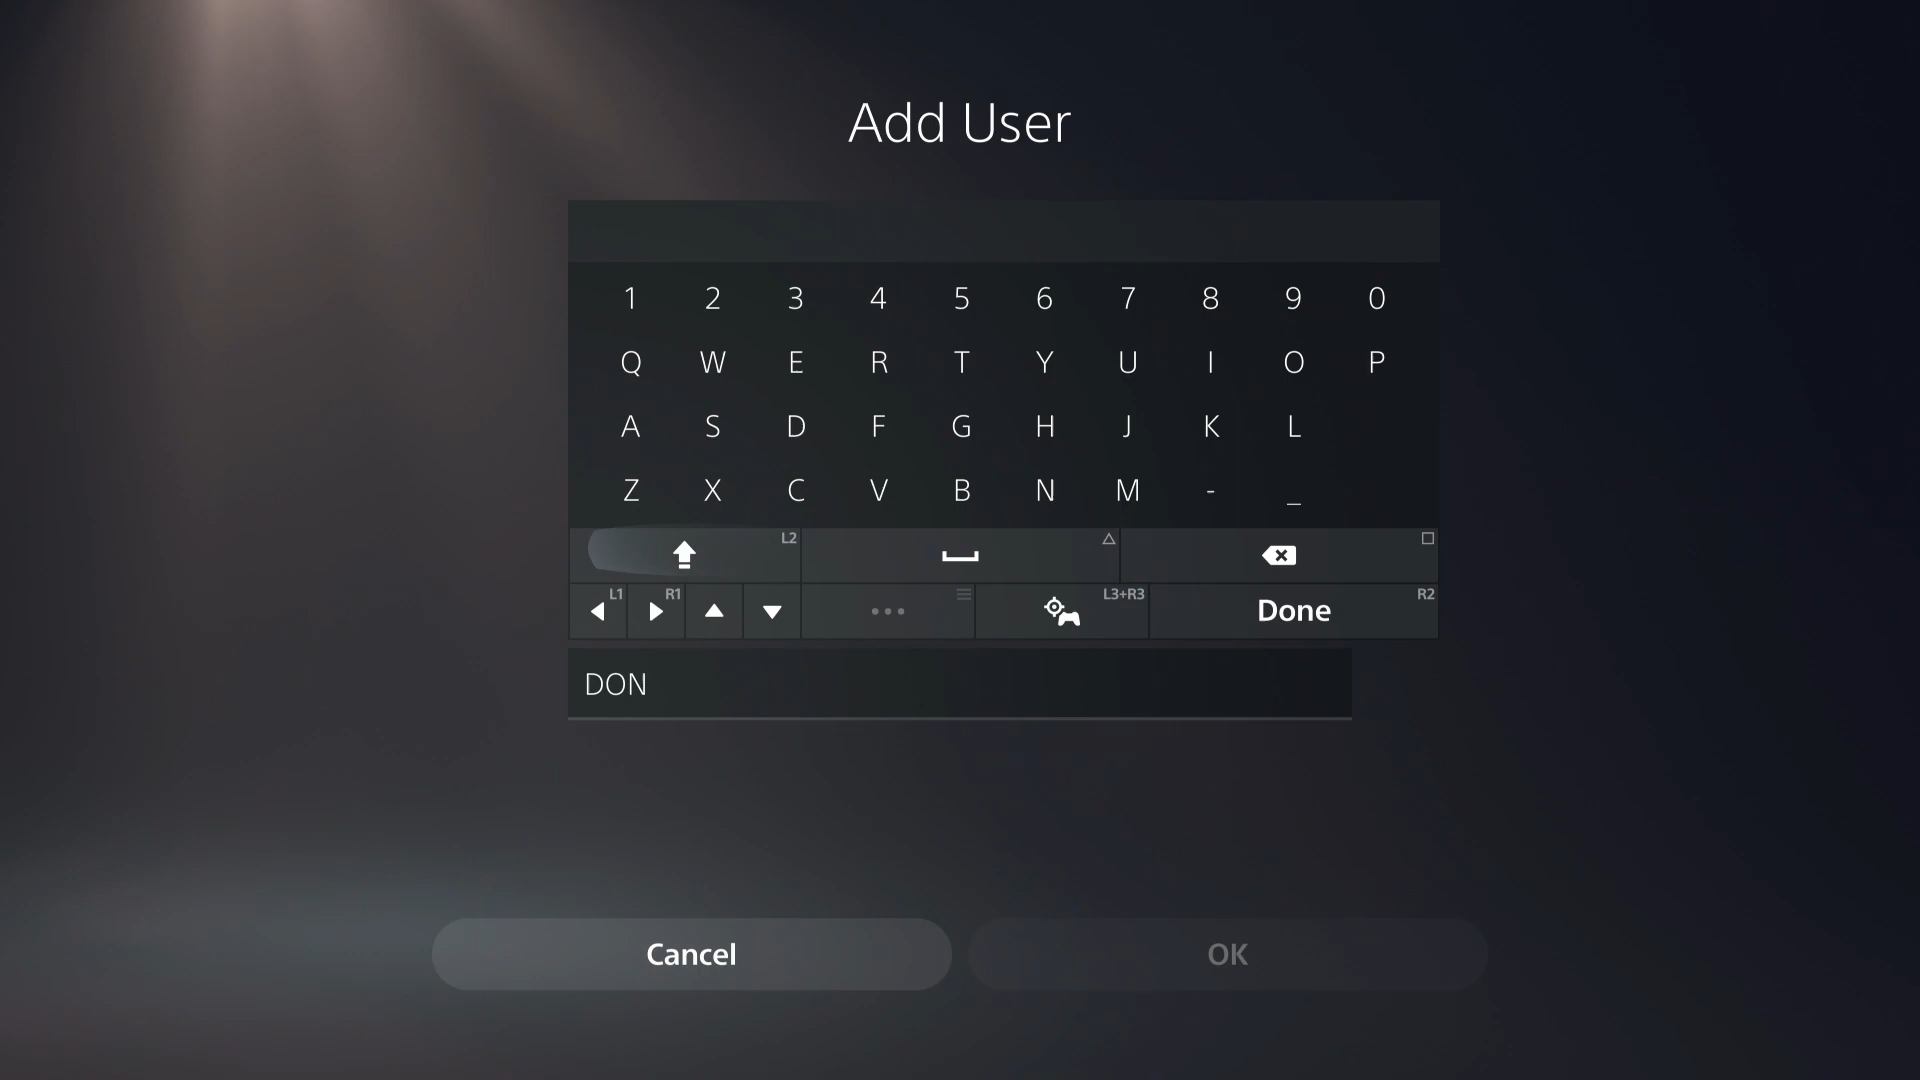 Add User
1 2 3 4 5 6 7 8 9 0
Q W E R T Y U I O P
A S D F G H J K L
Z X C V B N M - _
L2 △ □
L1 R1 L3+R3 Done R2
DON
Cancel OK